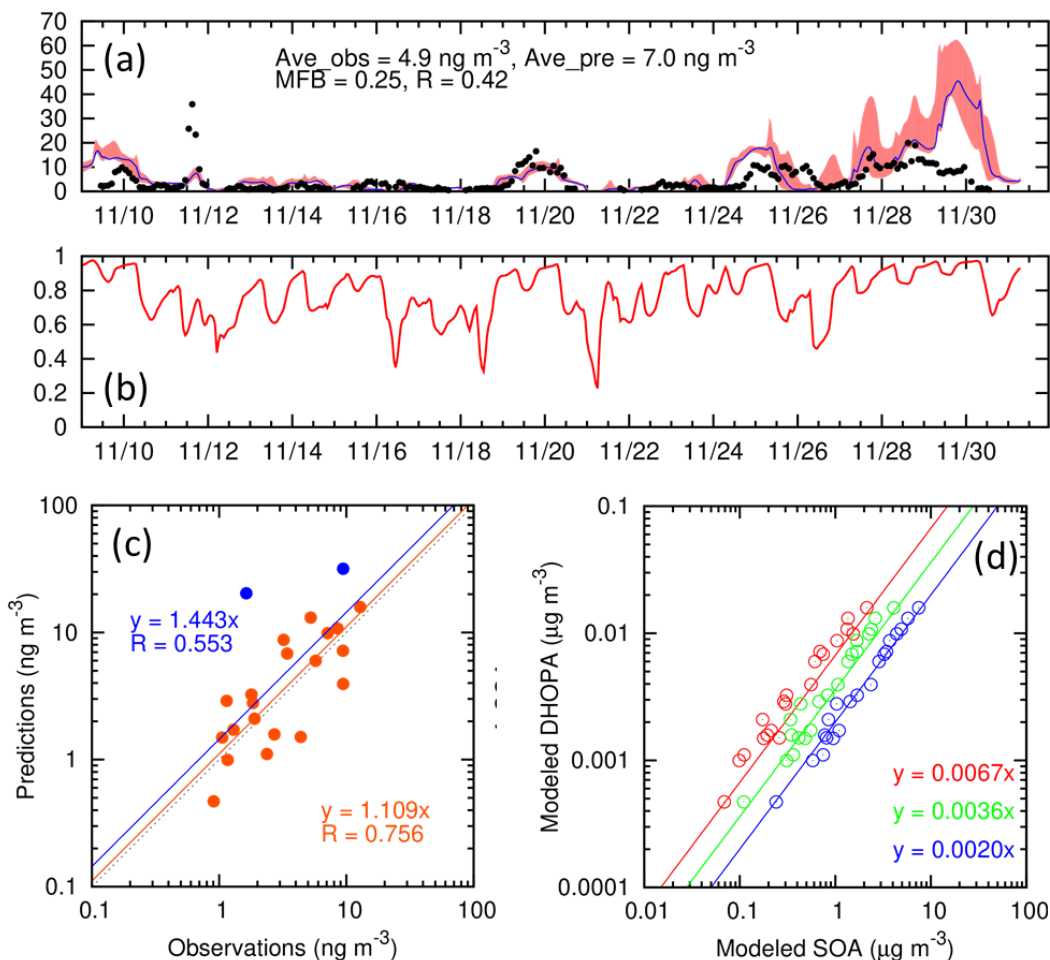 70
60
50
40
30
20
10
0
(a)
Ave_obs = 4.9 ng m-3, Ave_pre = 7.0 ng m-3
MFB = 0.25, R = 0.42
11/10 11/12 11/14 11/16 11/18 11/20 11/22 11/24 11/26 11/28 11/30
1
0.8
0.6
0.4
0.2
0
(b)
11/10 11/12 11/14 11/16 11/18 11/20 11/22 11/24 11/26 11/28 11/30
Predictions (ng m-3)
100
10
1
0.1
(c)
y = 1.443x
R = 0.553
y = 1.109x
R = 0.756
0.1 1 10 100
Observations (ng m-3)
Modeled DHOPA (μg m-3)
0.1
0.01
0.001
0.0001
(d)
y = 0.0067x
y = 0.0036x
y = 0.0020x
0.01 0.1 1 10 100
Modeled SOA (μg m-3)